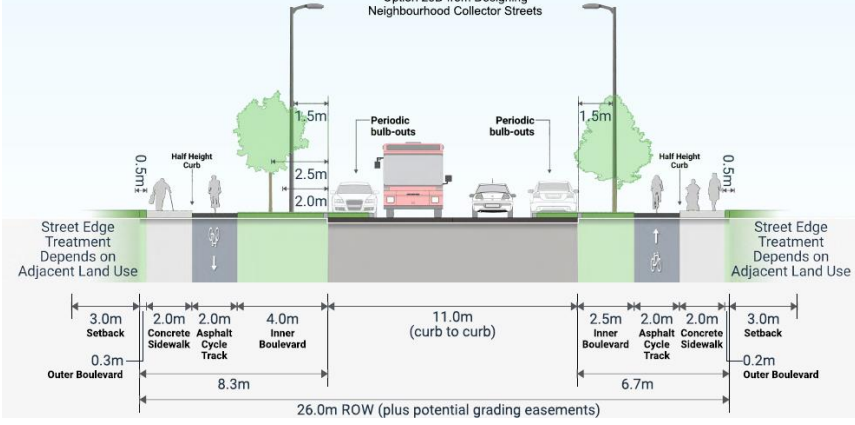 Option 26D from Designing
Neighbourhood Collector Streets
1.5m
1.5m
Periodic
bulb-outs
Periodic
bulb-outs
0.5m
Half Height
Curb
2.5m
2.0m
Half Height
Curb
0.5m
Street Edge
Treatment
Depends on
Adjacent Land Use
Street Edge
Treatment
Depends on
Adjacent Land Use
3.0m
Setback
2.0m
Concrete
Sidewalk
2.0m
Asphalt
Cycle
Track
4.0m
Inner
Boulevard
11.0m
(curb to curb)
2.5m
Inner
Boulevard
2.0m
Asphalt
Cycle
Track
2.0m
Concrete
Sidewalk
3.0m
Setback
0.3m
Outer Boulevard
0.2m
Outer Boulevard
8.3m
6.7m
26.0m ROW (plus potential grading easements)